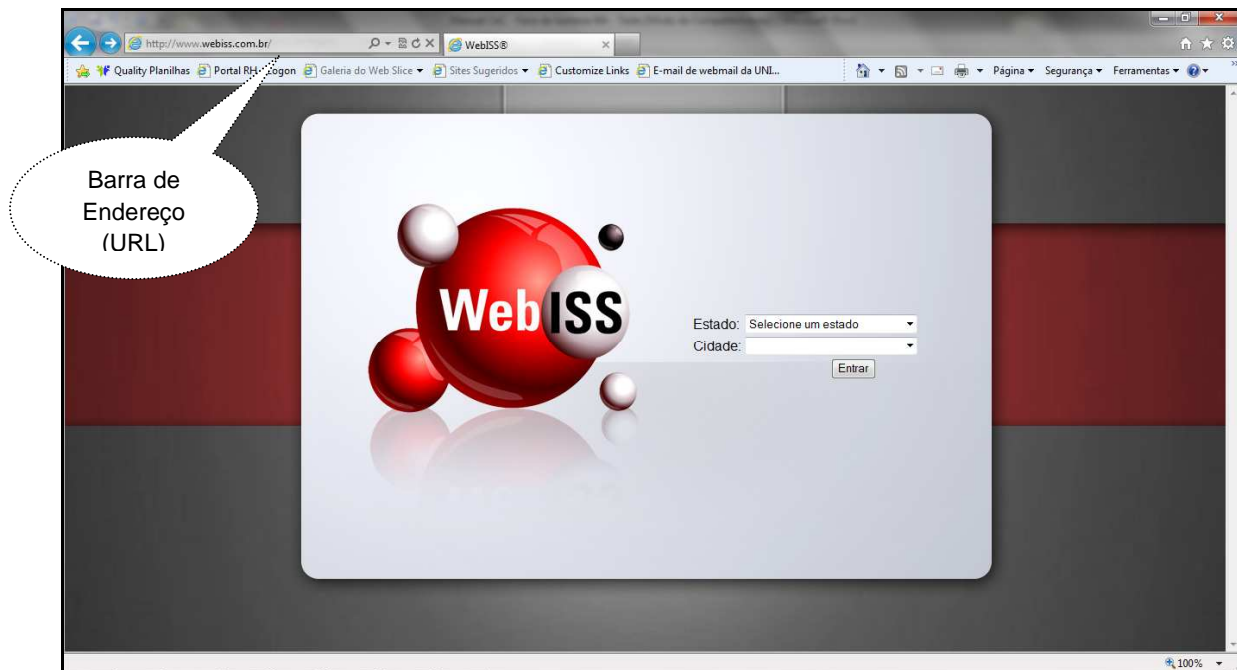 http://www.webiss.com.br/
WebISS®
Quality Planilhas Portal RH - Logon Galeria do Web Slice Sites Sugeridos Customize Links E-mail de webmail da UNI... Página Segurança Ferramentas
Barra de
Endereço
(URL)
WebISS
Estado: Selecione um estado
Cidade:
Entrar
100%